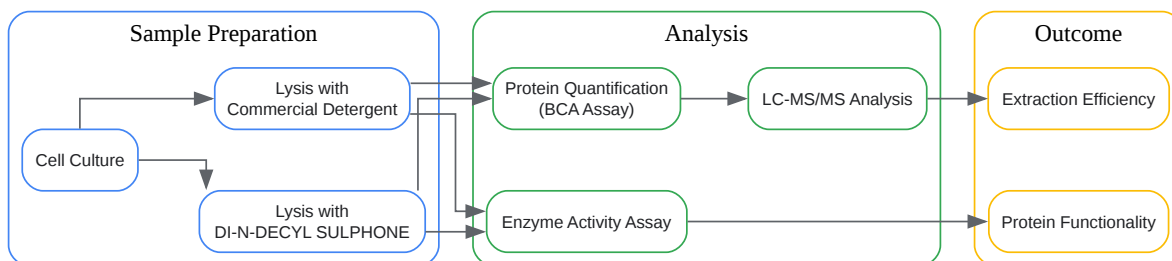 Sample Preparation
Analysis
Outcome
Lysis with
Commercial Detergent
Protein Quantification
(BCA Assay)
LC-MS/MS Analysis
Extraction Efficiency
Cell Culture
Lysis with
DI-N-DECYL SULPHONE
Enzyme Activity Assay
Protein Functionality